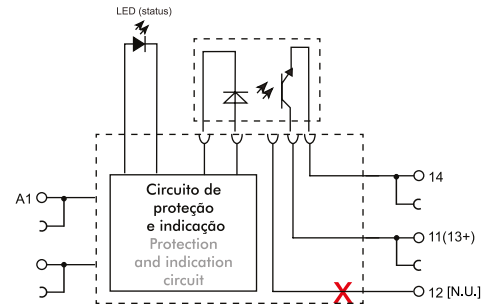 LED (status)
14
A1
Circuito de
proteção
e indicação
Protection
and indication
circuit
11(13+)
12 [N.U.]